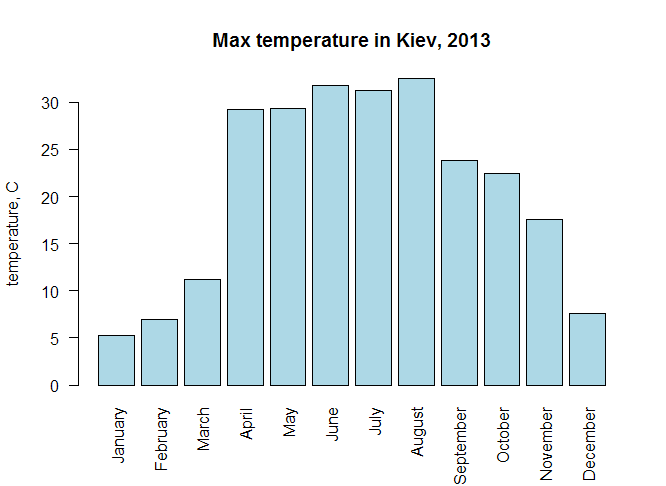 Max temperature in Kiev, 2013
temperature, C
30
25
20
15
10
5
0
January
February
March
April
May
June
July
August
September
October
November
December